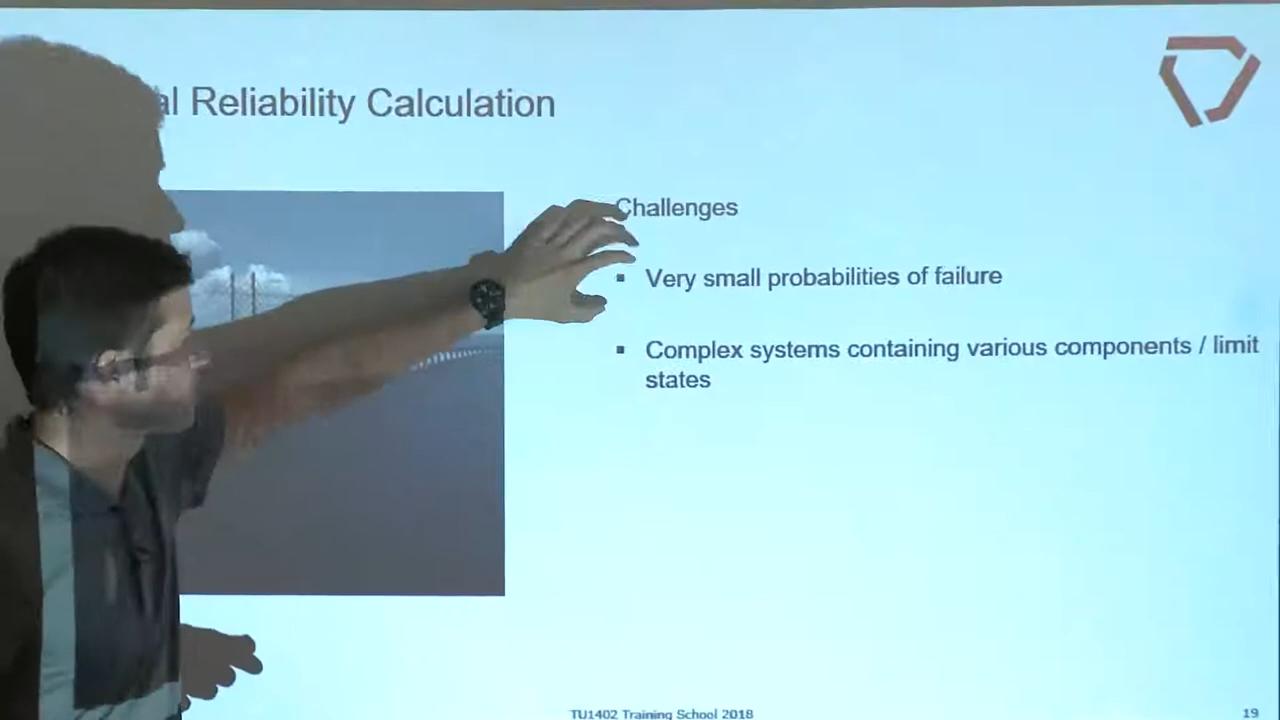 al Reliability Calculation
Challenges
▪ Very small probabilities of failure
▪ Complex systems containing various components / limit
states
TU1402 Training School 2018
19